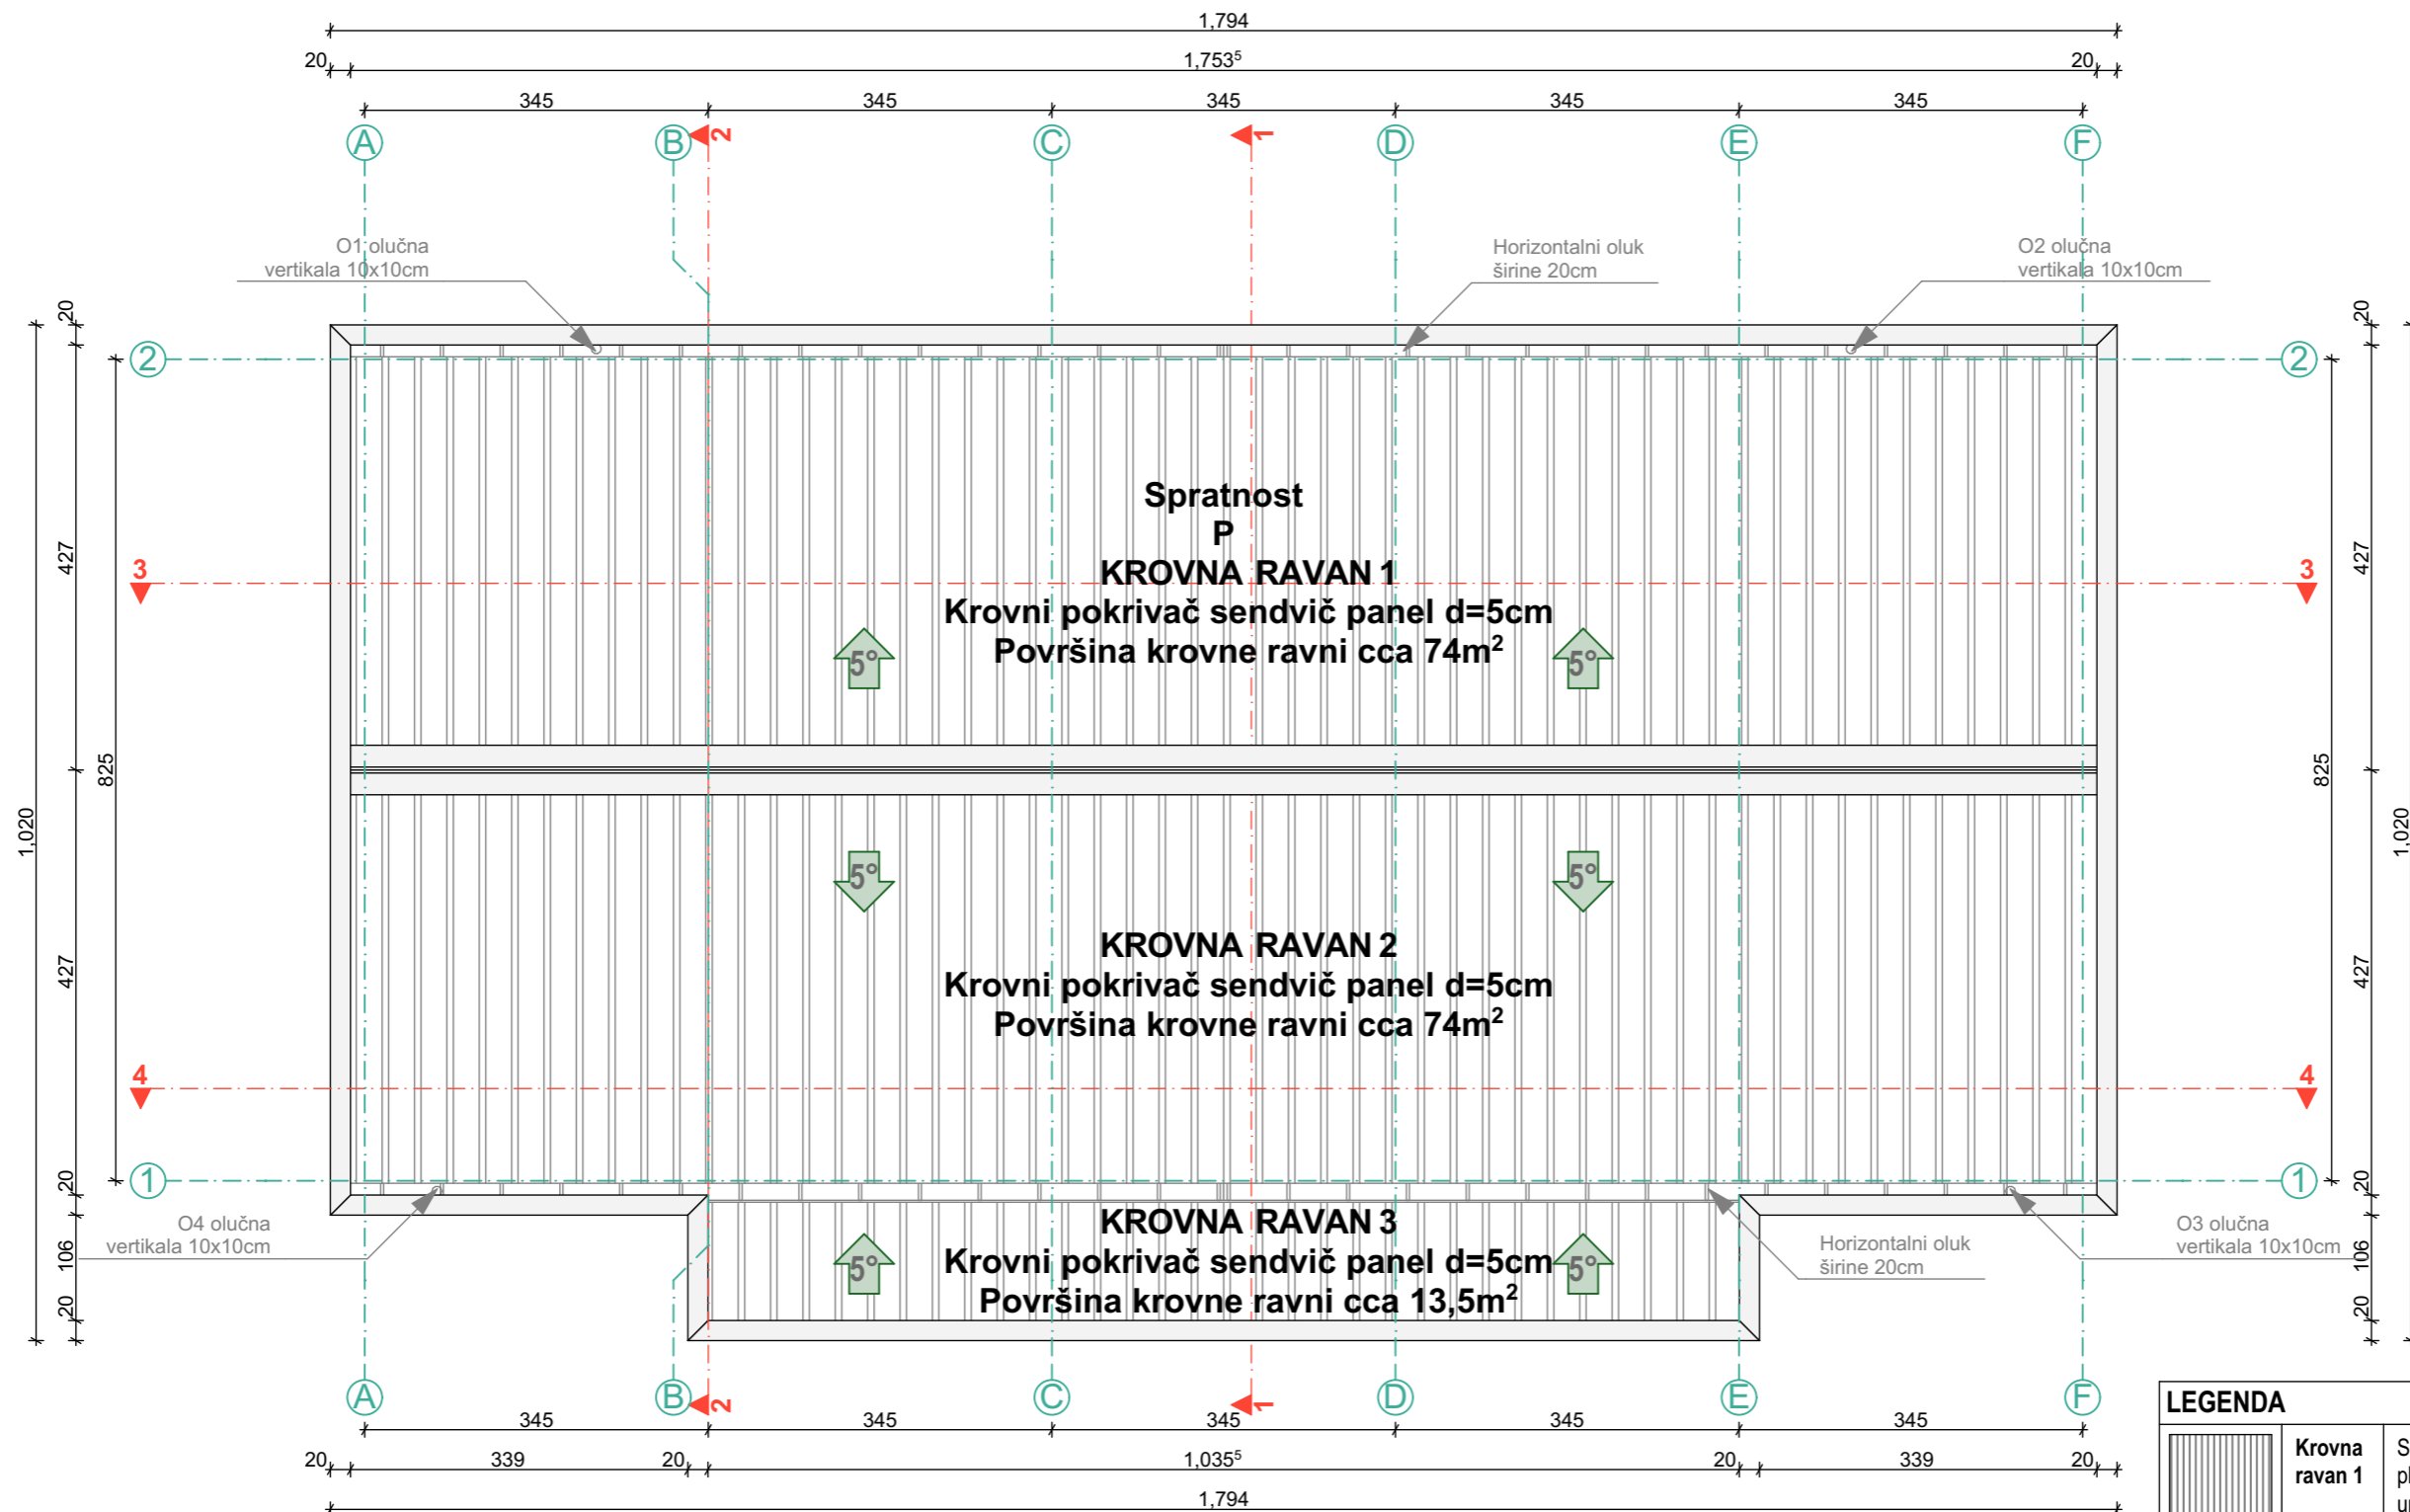 1,794
20
1,753⁵
20
345
345
345
345
345
A
B
2
C
1
D
E
F
O1 olučna
vertikala 10x10cm
Horizontalni oluk
širine 20cm
O2 olučna
vertikala 10x10cm
20
20
2
2
Spratnost
P
KROVNA RAVAN 1
Krovni pokrivač sendvič panel d=5cm
Površina krovne ravni cca 74m²
427
427
3
3
5°
5°
825
825
1,020
1,020
5°
5°
KROVNA RAVAN 2
Krovni pokrivač sendvič panel d=5cm
Površina krovne ravni cca 74m²
427
427
4
4
20
20
1
1
KROVNA RAVAN 3
Krovni pokrivač sendvič panel d=5cm
Površina krovne ravni cca 13,5m²
5°
5°
O4 olučna
vertikala 10x10cm
Horizontalni oluk
širine 20cm
O3 olučna
vertikala 10x10cm
106
106
20
20
A
B
2
C
1
D
E
F
345
345
345
345
345
20
339
20
1,035⁵
20
339
20
1,794
LEGENDA
Krovna
ravan 1